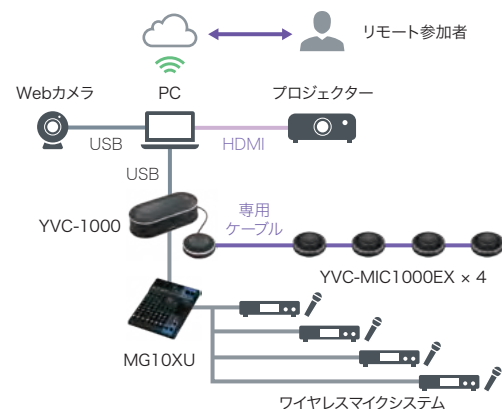 リモート参加者
Webカメラ
PC
プロジェクター
USB
HDMI
USB
YVC-1000
専用
ケーブル
YVC-MIC1000EX × 4
MG10XU
ワイヤレスマイクシステム